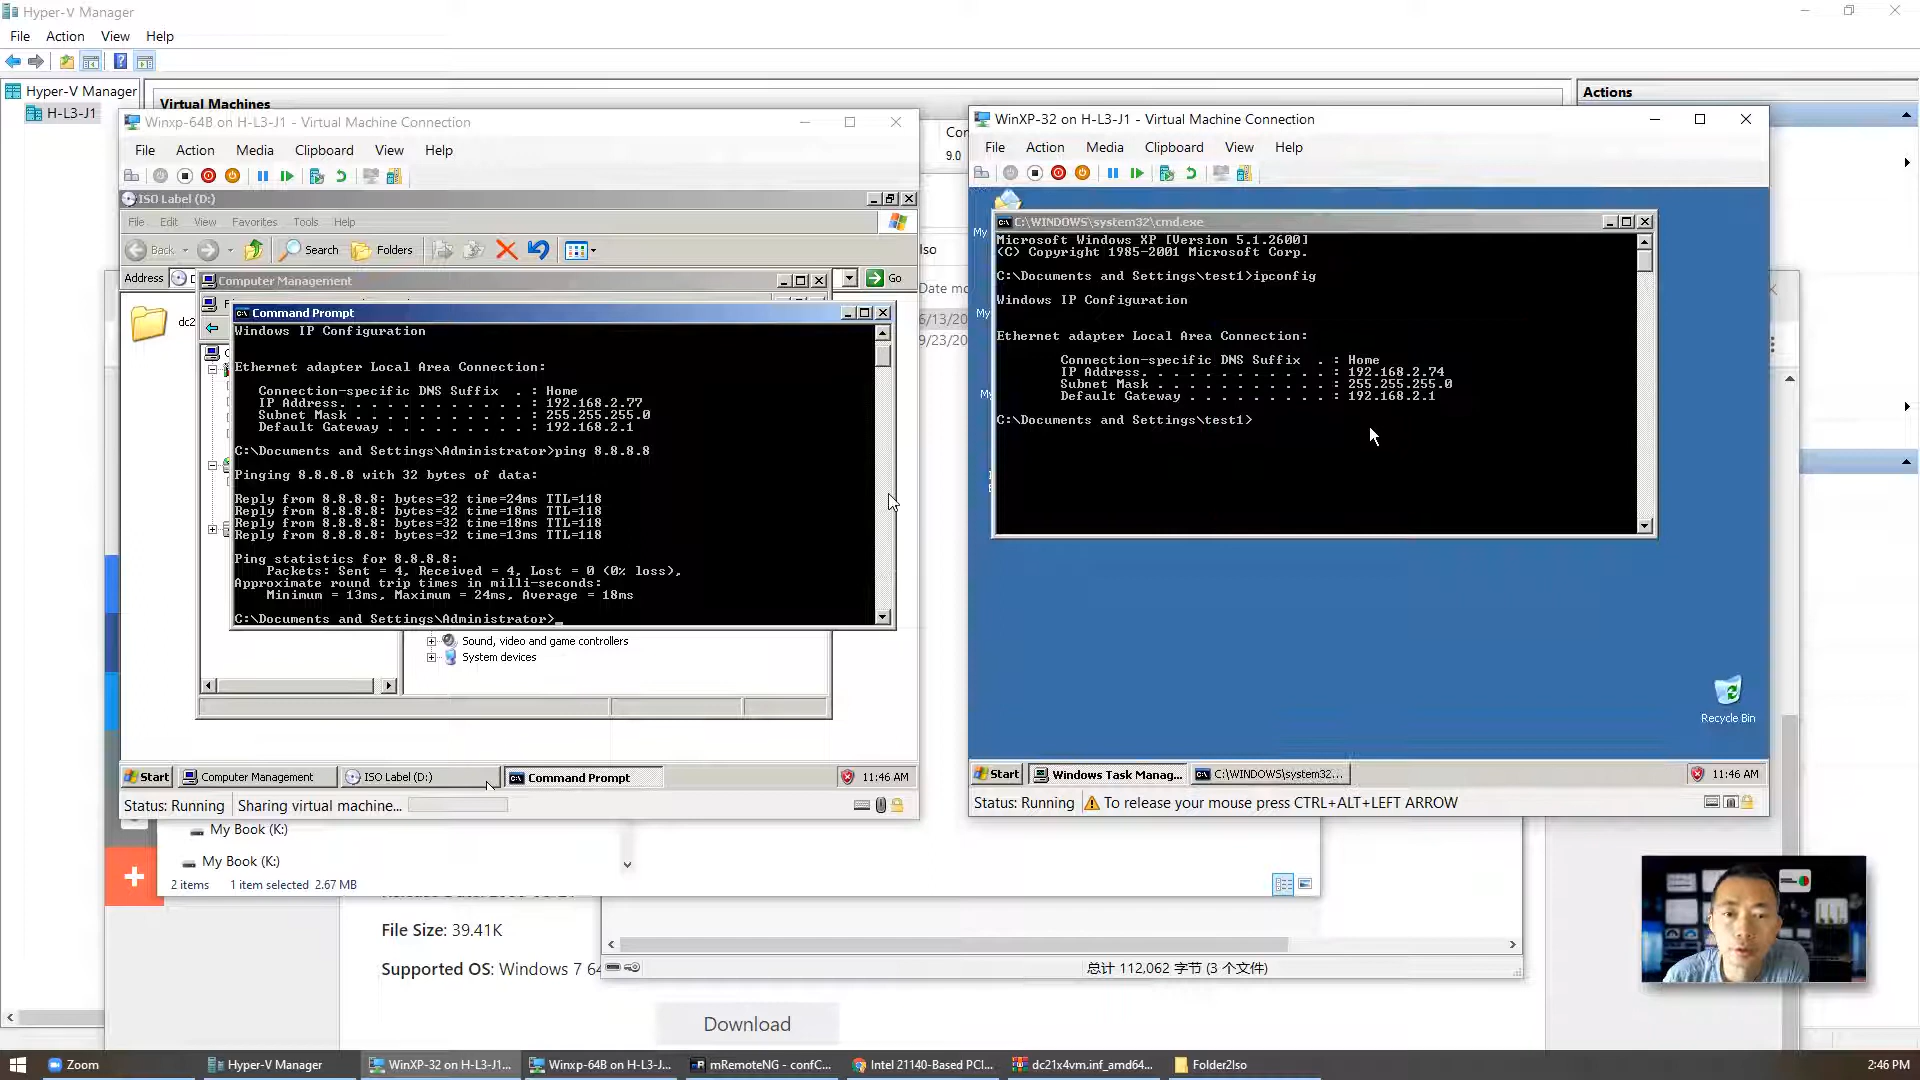 Hyper-V Manager
File Action View Help
Hyper-V Manager
H-L3-J1
Virtual Machines
Actions
Winxp-64B on H-L3-J1 - Virtual Machine Connection
File Action Media Clipboard View Help
ISO Label (D:)
File Edit View Favorites Tools Help
Back Search Folders
Address Go
Computer Management
Command Prompt
Windows IP Configuration
Ethernet adapter Local Area Connection:
Connection-specific DNS Suffix . : Home
IP Address. . . . . . . . . . . . : 192.168.2.77
Subnet Mask . . . . . . . . . . . : 255.255.255.0
Default Gateway . . . . . . . . . : 192.168.2.1
C:\Documents and Settings\Administrator>ping 8.8.8.8
Pinging 8.8.8.8 with 32 bytes of data:
Reply from 8.8.8.8: bytes=32 time=24ms TTL=118
Reply from 8.8.8.8: bytes=32 time=18ms TTL=118
Reply from 8.8.8.8: bytes=32 time=18ms TTL=118
Reply from 8.8.8.8: bytes=32 time=13ms TTL=118
Ping statistics for 8.8.8.8:
Packets: Sent = 4, Received = 4, Lost = 0 (0% loss),
Approximate round trip times in milli-seconds:
Minimum = 13ms, Maximum = 24ms, Average = 18ms
C:\Documents and Settings\Administrator>_
Sound, video and game controllers
System devices
Start Computer Management ISO Label (D:) Command Prompt 11:46 AM
Status: Running Sharing virtual machine...
9.0
WinXP-32 on H-L3-J1 - Virtual Machine Connection
File Action Media Clipboard View Help
My
C:\WINDOWS\system32\cmd.exe
Microsoft Windows XP [Version 5.1.2600]
(C) Copyright 1985-2001 Microsoft Corp.
C:\Documents and Settings\test1>ipconfig
Windows IP Configuration
Ethernet adapter Local Area Connection:
Connection-specific DNS Suffix . : Home
IP Address. . . . . . . . . . . . : 192.168.2.74
Subnet Mask . . . . . . . . . . . : 255.255.255.0
Default Gateway . . . . . . . . . : 192.168.2.1
C:\Documents and Settings\test1>
My
My
Recycle Bin
Start Windows Task Manag... C:\WINDOWS\system32... 11:46 AM
Status: Running To release your mouse press CTRL+ALT+LEFT ARROW
My Book (K:)
My Book (K:)
2 items 1 item selected 2.67 MB
File Size: 39.41K
Supported OS: Windows 7 64
总计 112,062 字节 (3 个文件)
Download
Zoom Hyper-V Manager WinXP-32 on H-L3-J1... Winxp-64B on H-L3-J... mRemoteNG - confC... Intel 21140-Based PCI... dc21x4vm.inf_amd64... Folder2Iso 2:46 PM